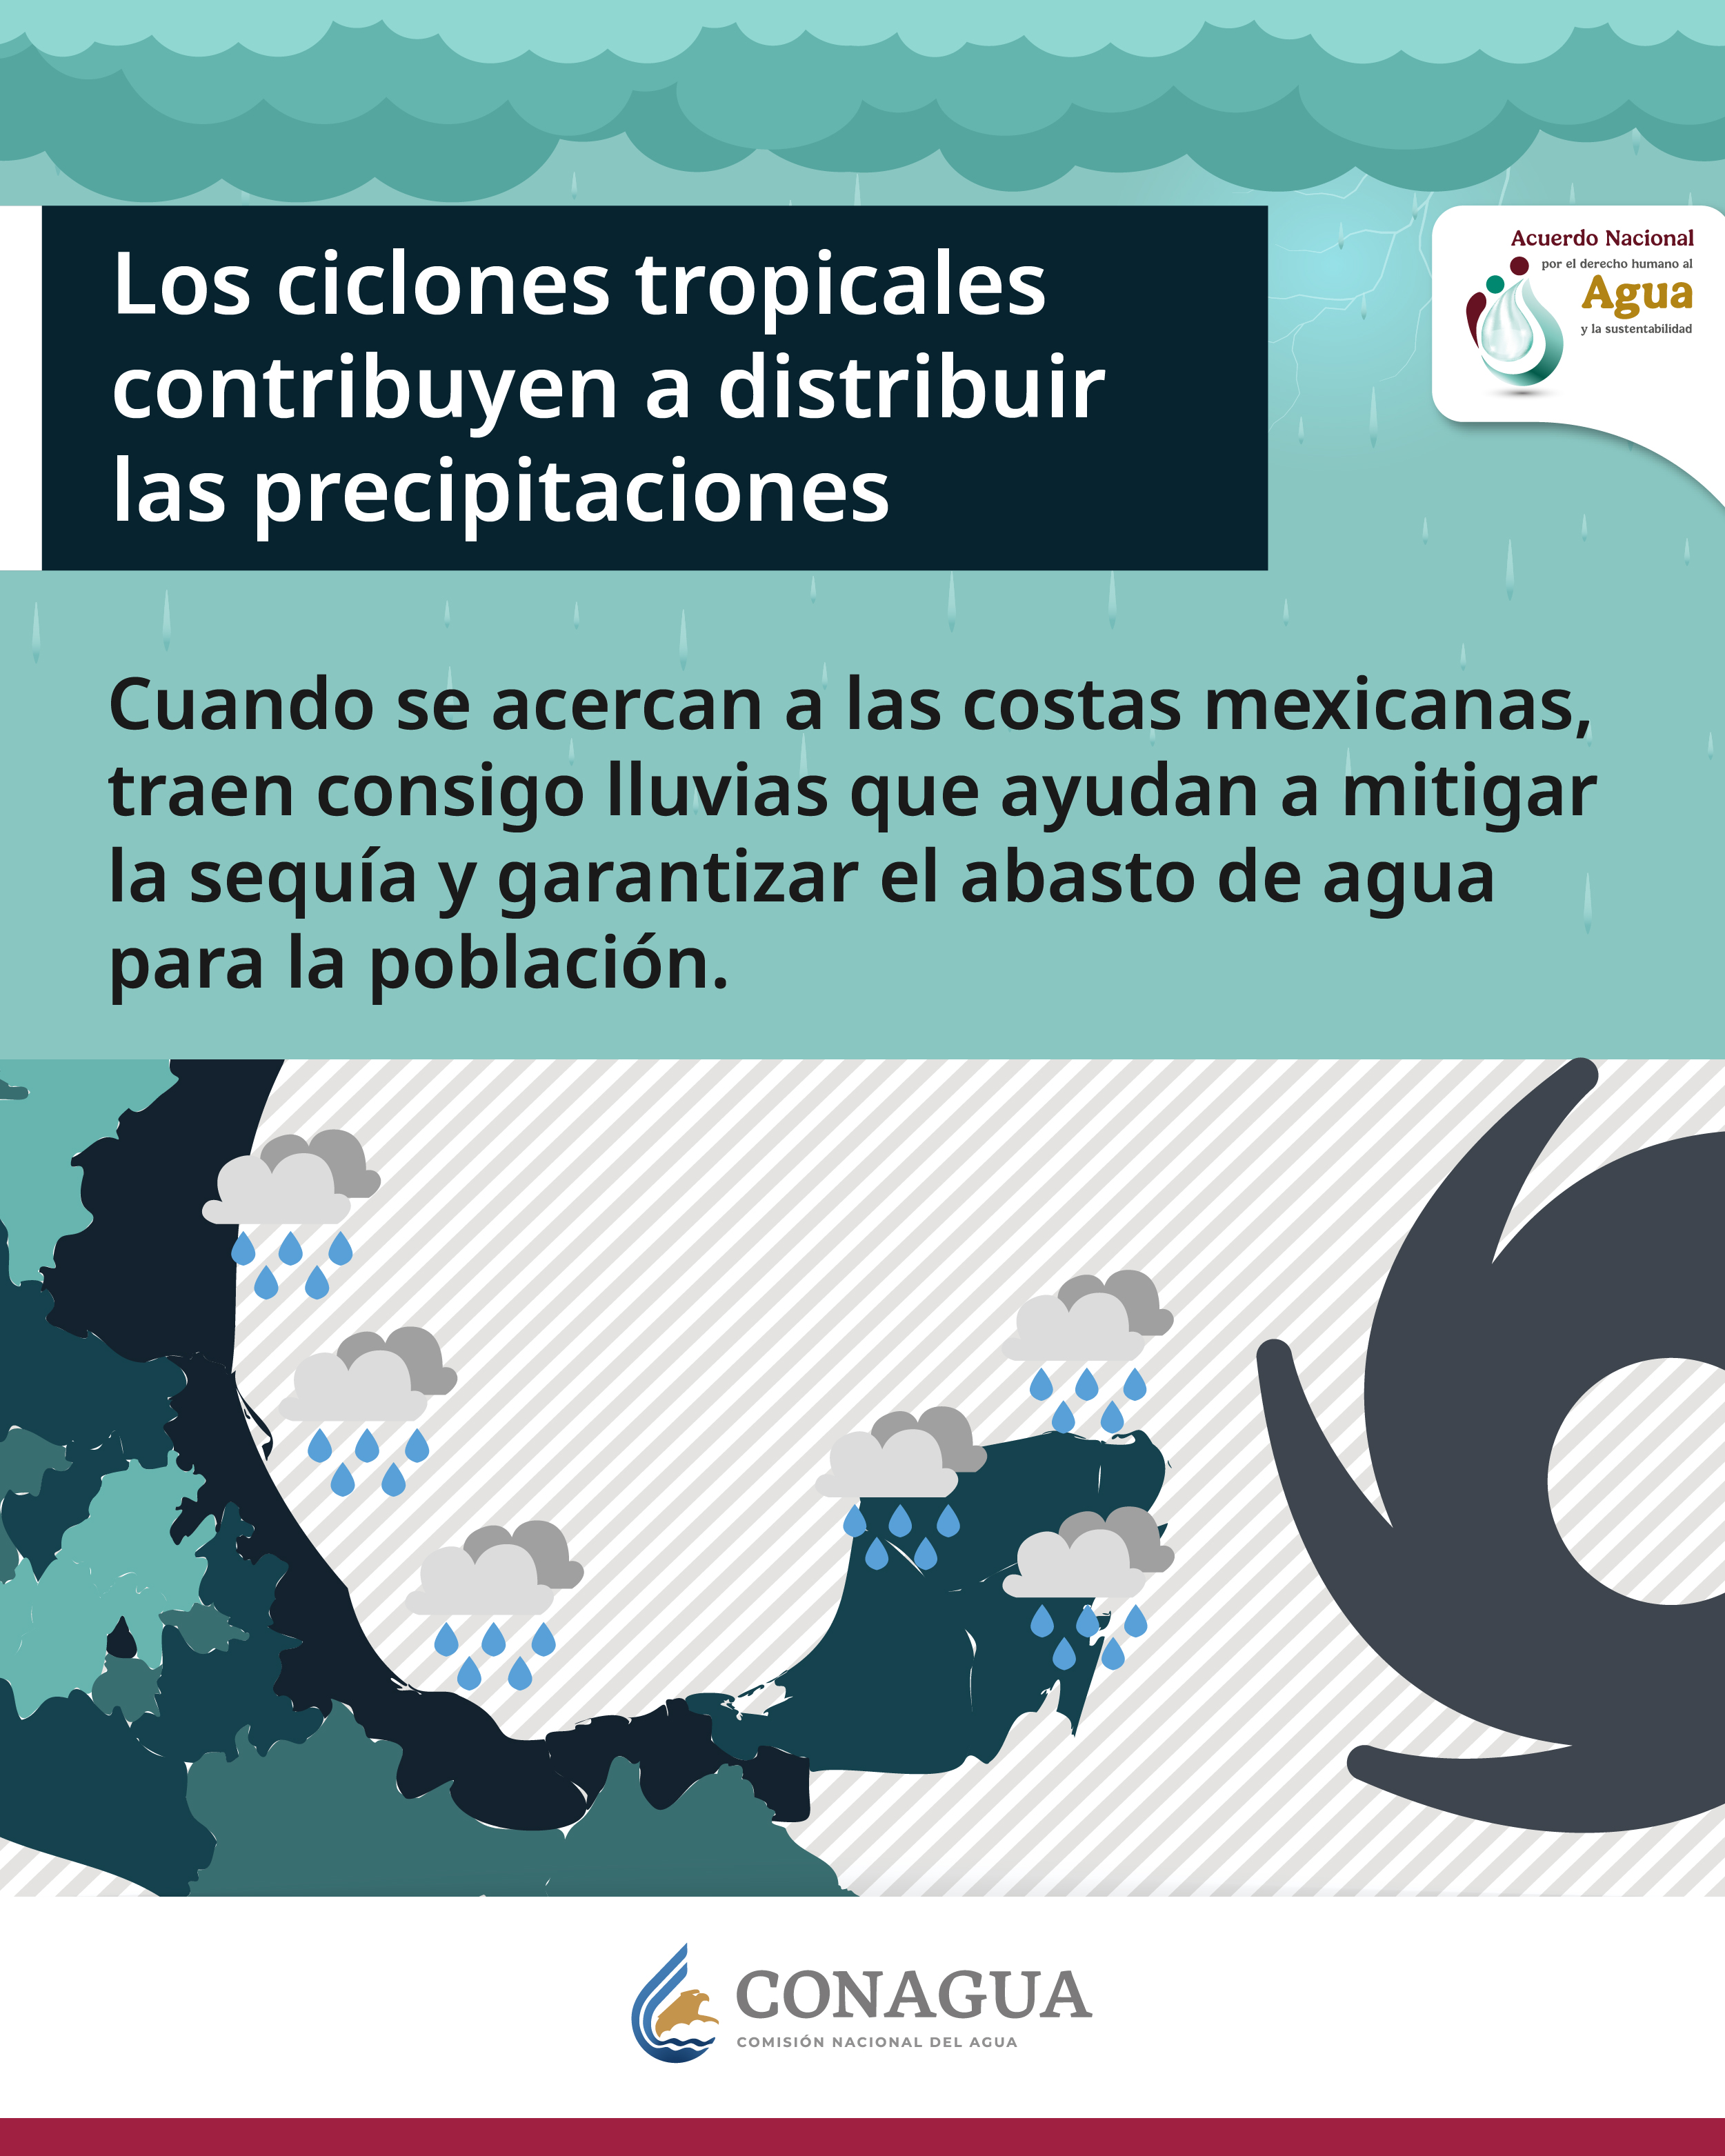 Los ciclones tropicales
contribuyen a distribuir
las precipitaciones
Acuerdo Nacional
por el derecho humano al
Agua
y la sustentabilidad
Cuando se acercan a las costas mexicanas,
traen consigo lluvias que ayudan a mitigar
la sequía y garantizar el abasto de agua
para la población.
CONAGUA
COMISIÓN NACIONAL DEL AGUA